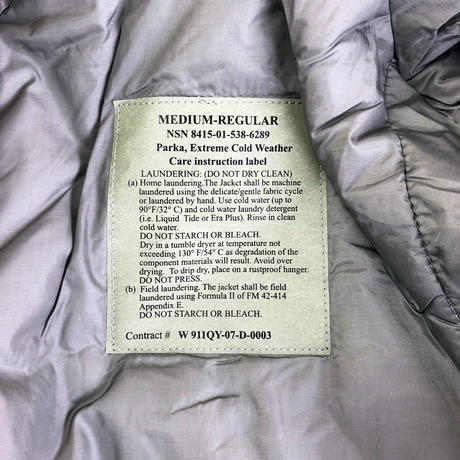 MEDIUM-REGULAR
NSN 8415-01-538-6289
Parka, Extreme Cold Weather
Care instruction label
LAUNDERING: (DO NOT DRY CLEAN)
(a) Home laundering.The Jacket shall be machine
laundered using the delicate/gentle fabric cycle
or laundered by hand. Use cold water (up to
90°F/32° C) and cold water laundry detergent
(i.e. Liquid Tide or Era Plus). Rinse in clean
cold water.
DO NOT STARCH OR BLEACH.
Dry in a tumble dryer at temperature not
exceeding 130° F/54° C as degradation of the
component materials will result. Avoid over
drying. To drip dry, place on a rustproof hanger.
DO NOT PRESS.
(b) Field laundering. The jacket shall be field
laundered using Formula II of FM 42-414
Appendix E.
DO NOT STARCH OR BLEACH.
Contract # W 911QY-07-D-0003